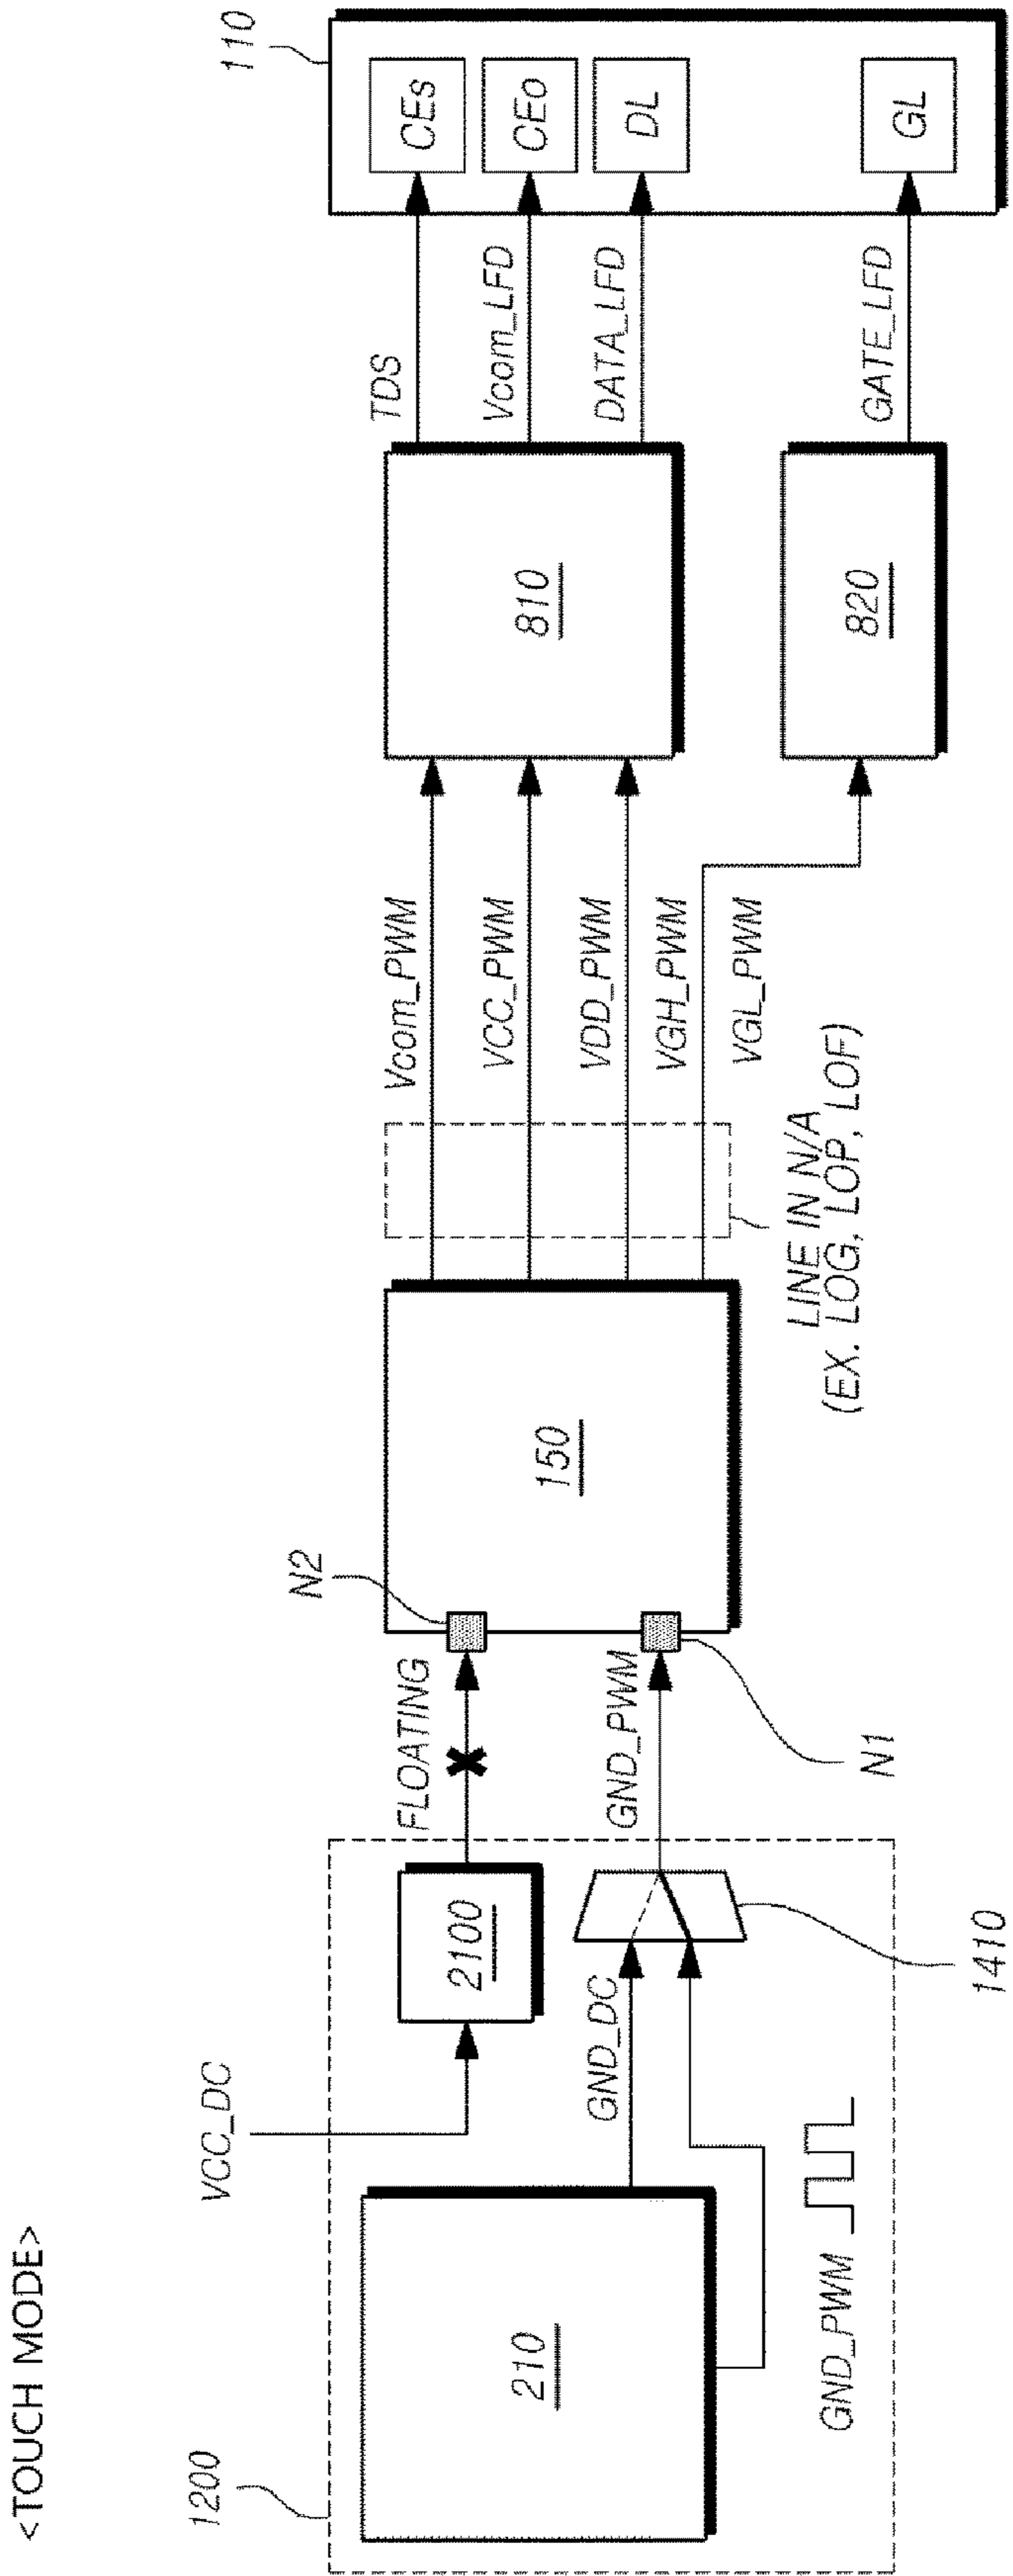 <TOUCH MODE>
1200
VCC_DC
210
2100
GND_DC
GND_PWM
1410
FLOATING
GND_PWM
N2
N1
150
LINE IN N/A
(EX. LOG, LOP, LOF)
Vcom_PWM
VCC_PWM
VDD_PWM
VGH_PWM
VGL_PWM
810
820
TDS
Vcom_LFD
DATA_LFD
GATE_LFD
110
CEs
CEo
DL
GL